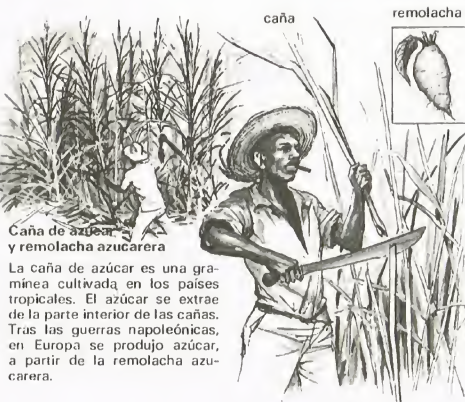 caña
remolacha
Caña de azúcar
y remolacha azucarera
La caña de azúcar es una gra-
mínea cultivada en los países
tropicales. El azúcar se extrae
de la parte interior de las cañas.
Tras las guerras napoleónicas,
en Europa se produjo azúcar,
a partir de la remolacha azu-
carera.